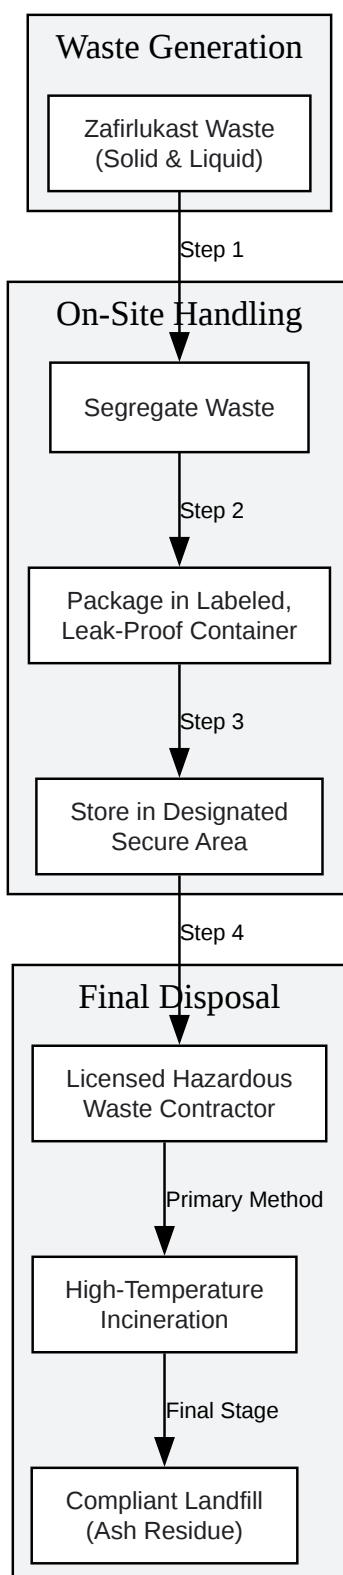 Waste Generation
Zafirlukast Waste
(Solid & Liquid)
Step 1
On-Site Handling
Segregate Waste
Step 2
Package in Labeled,
Leak-Proof Container
Step 3
Store in Designated
Secure Area
Step 4
Final Disposal
Licensed Hazardous
Waste Contractor
Primary Method
High-Temperature
Incineration
Final Stage
Compliant Landfill
(Ash Residue)